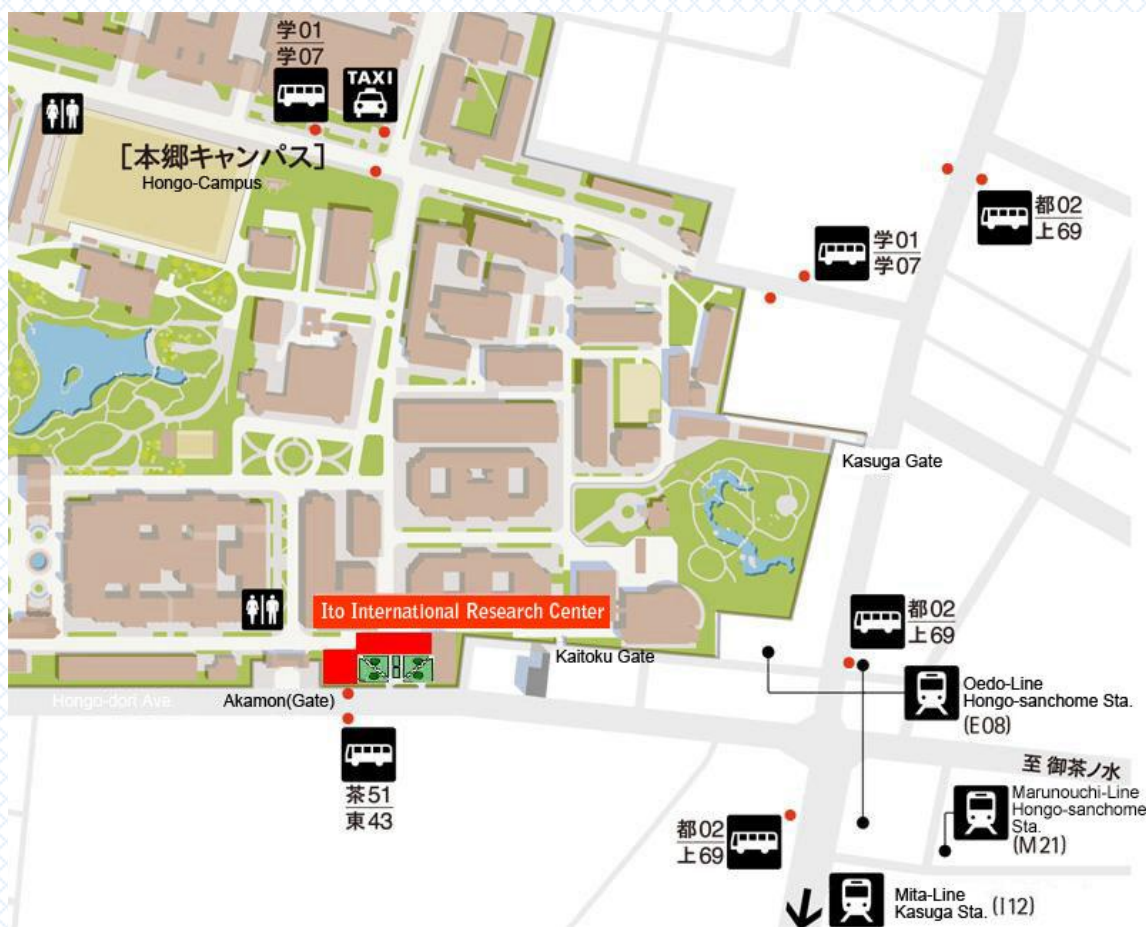 学01
学07
TAXI
[本郷キャンパス]
Hongo-Campus
都02
上69
学01
学07
Kasuga Gate
Ito International Research Center
都02
上69
Kaitoku Gate
Oedo-Line
Hongo-sanchome Sta.
(E08)
Hongo-dori Ave.
Akamon(Gate)
茶51
東43
至 御茶ノ水
Marunouchi-Line
Hongo-sanchome
Sta.
(M21)
都02
上69
Mita-Line
Kasuga Sta. (I12)